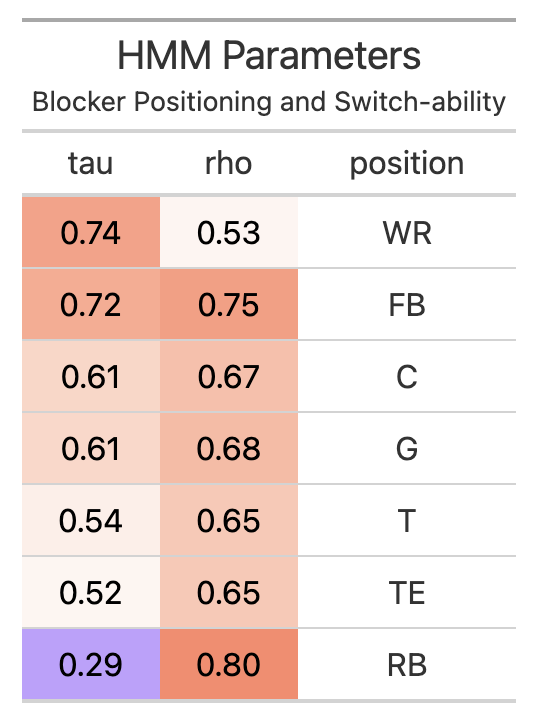 HMM Parameters
Blocker Positioning and Switch-ability
tau rho position
0.74 0.53 WR
0.72 0.75 FB
0.61 0.67 C
0.61 0.68 G
0.54 0.65 T
0.52 0.65 TE
0.29 0.80 RB